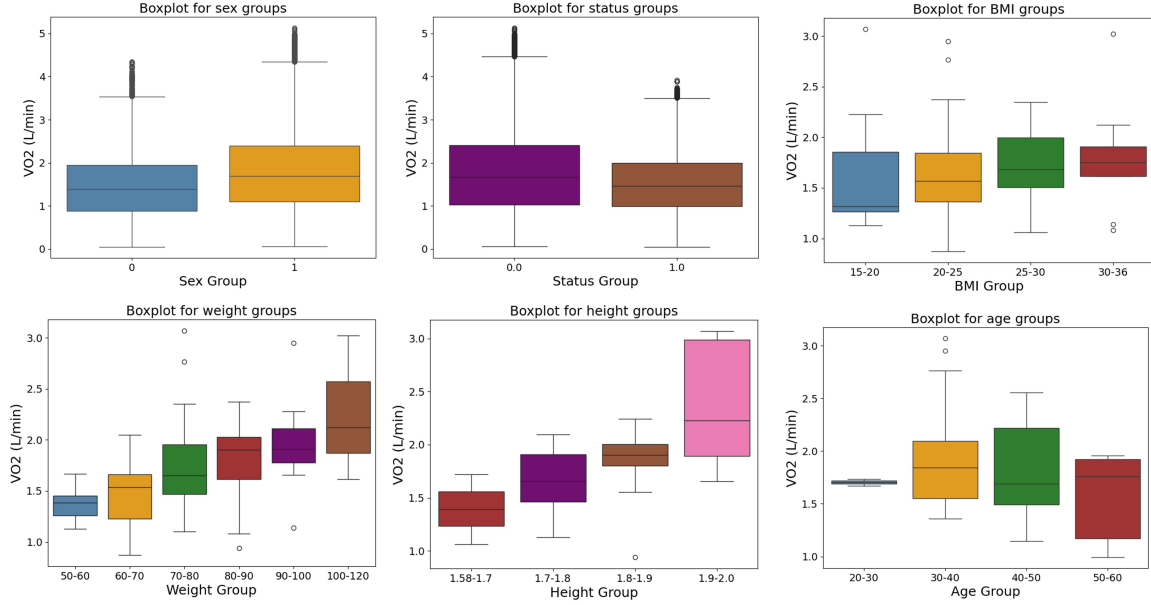 Boxplot for sex groups
VO2 (L/min)
5
4
3
2
1
0
0 1
Sex Group
Boxplot for status groups
VO2 (L/min)
5
4
3
2
1
0
0.0 1.0
Status Group
Boxplot for BMI groups
VO2 (L/min)
3.0
2.5
2.0
1.5
1.0
15-20 20-25 25-30 30-36
BMI Group
Boxplot for weight groups
VO2 (L/min)
3.0
2.5
2.0
1.5
1.0
50-60 60-70 70-80 80-90 90-100 100-120
Weight Group
Boxplot for height groups
VO2 (L/min)
3.0
2.5
2.0
1.5
1.0
1.58-1.7 1.7-1.8 1.8-1.9 1.9-2.0
Height Group
Boxplot for age groups
VO2 (L/min)
3.0
2.5
2.0
1.5
1.0
20-30 30-40 40-50 50-60
Age Group